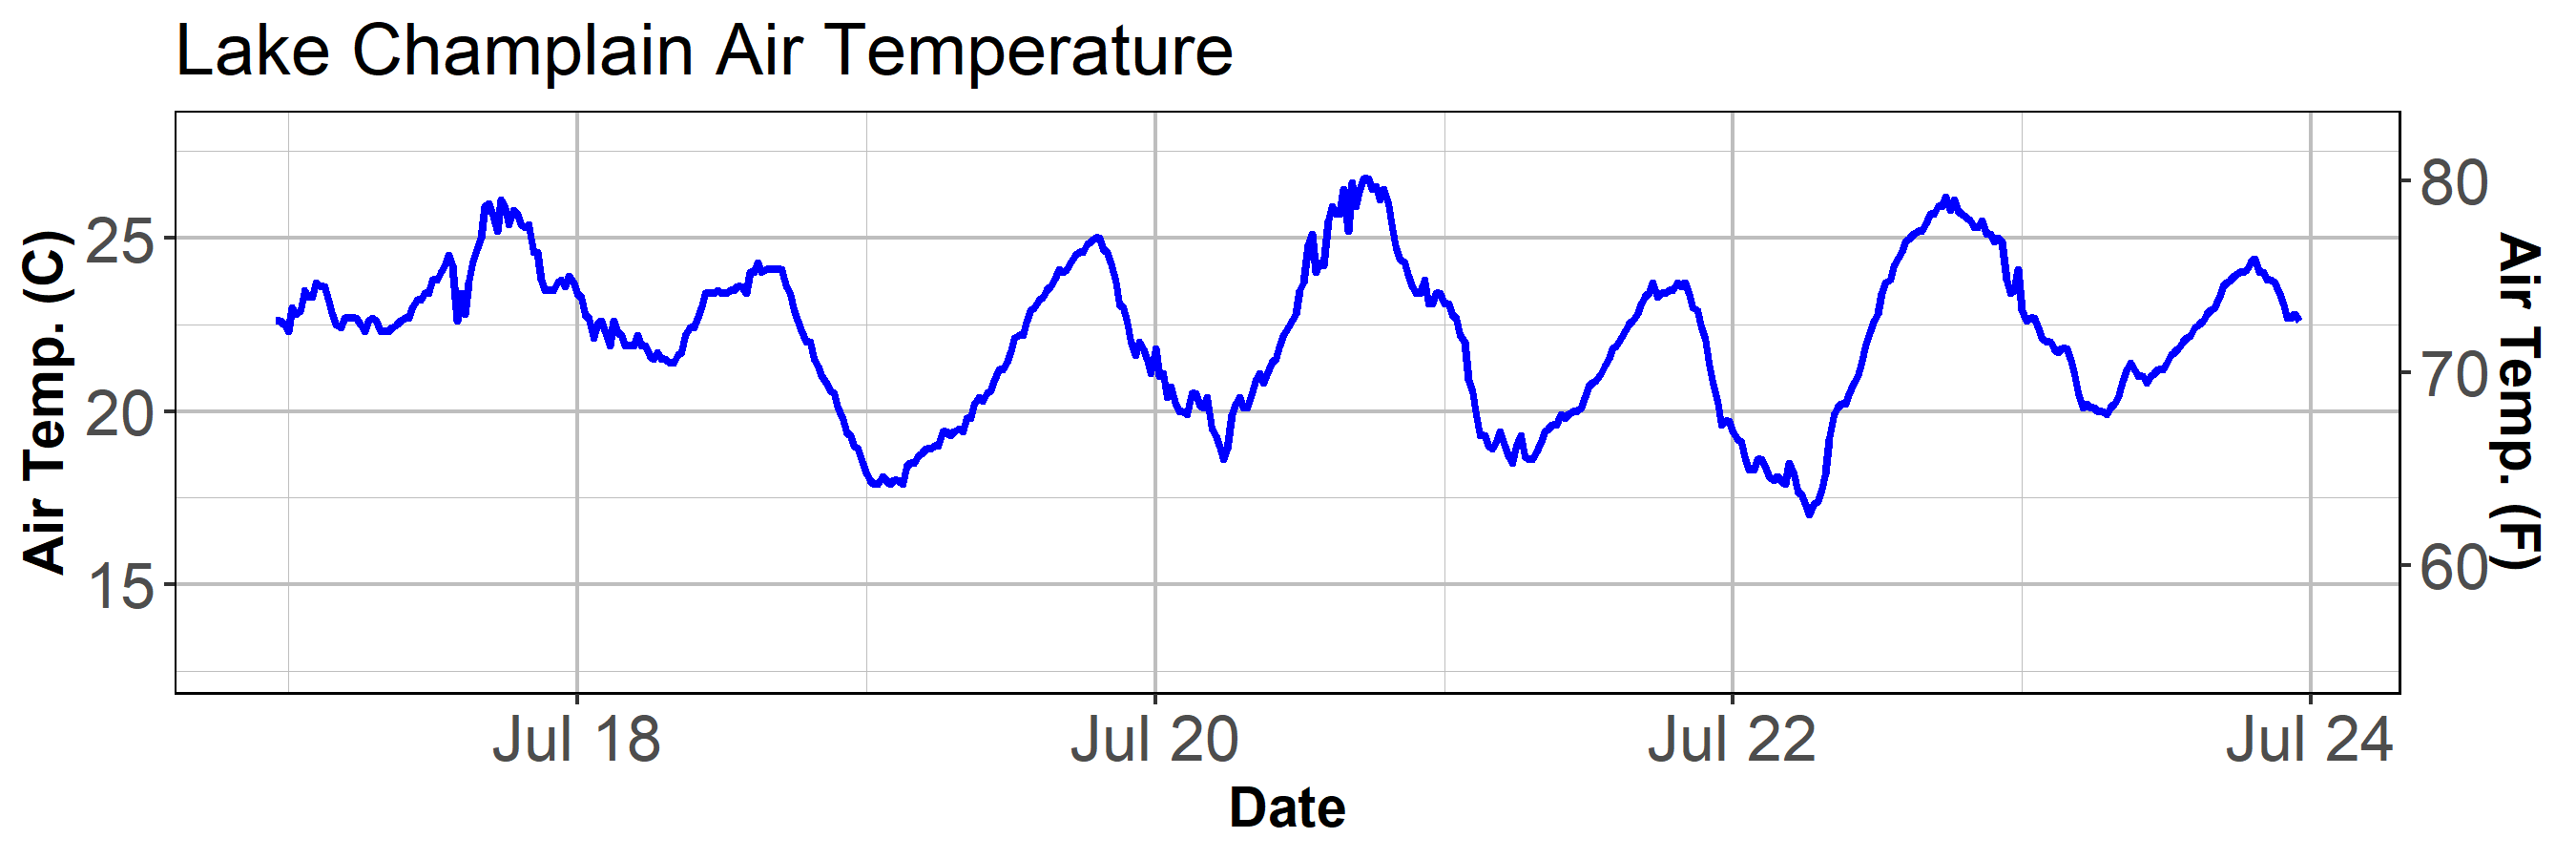 Lake Champlain Air Temperature
Air Temp. (C)
25
20
15
80
70
60
Air Temp. (F)
Jul 18 Jul 20 Jul 22 Jul 24
Date